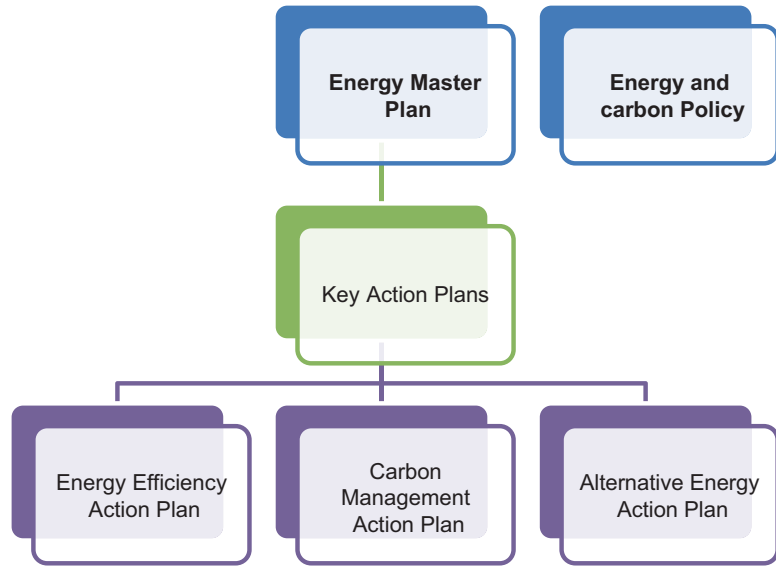 Energy Master
Plan
Energy and
carbon Policy
Key Action Plans
Energy Efficiency
Action Plan
Carbon
Management
Action Plan
Alternative Energy
Action Plan